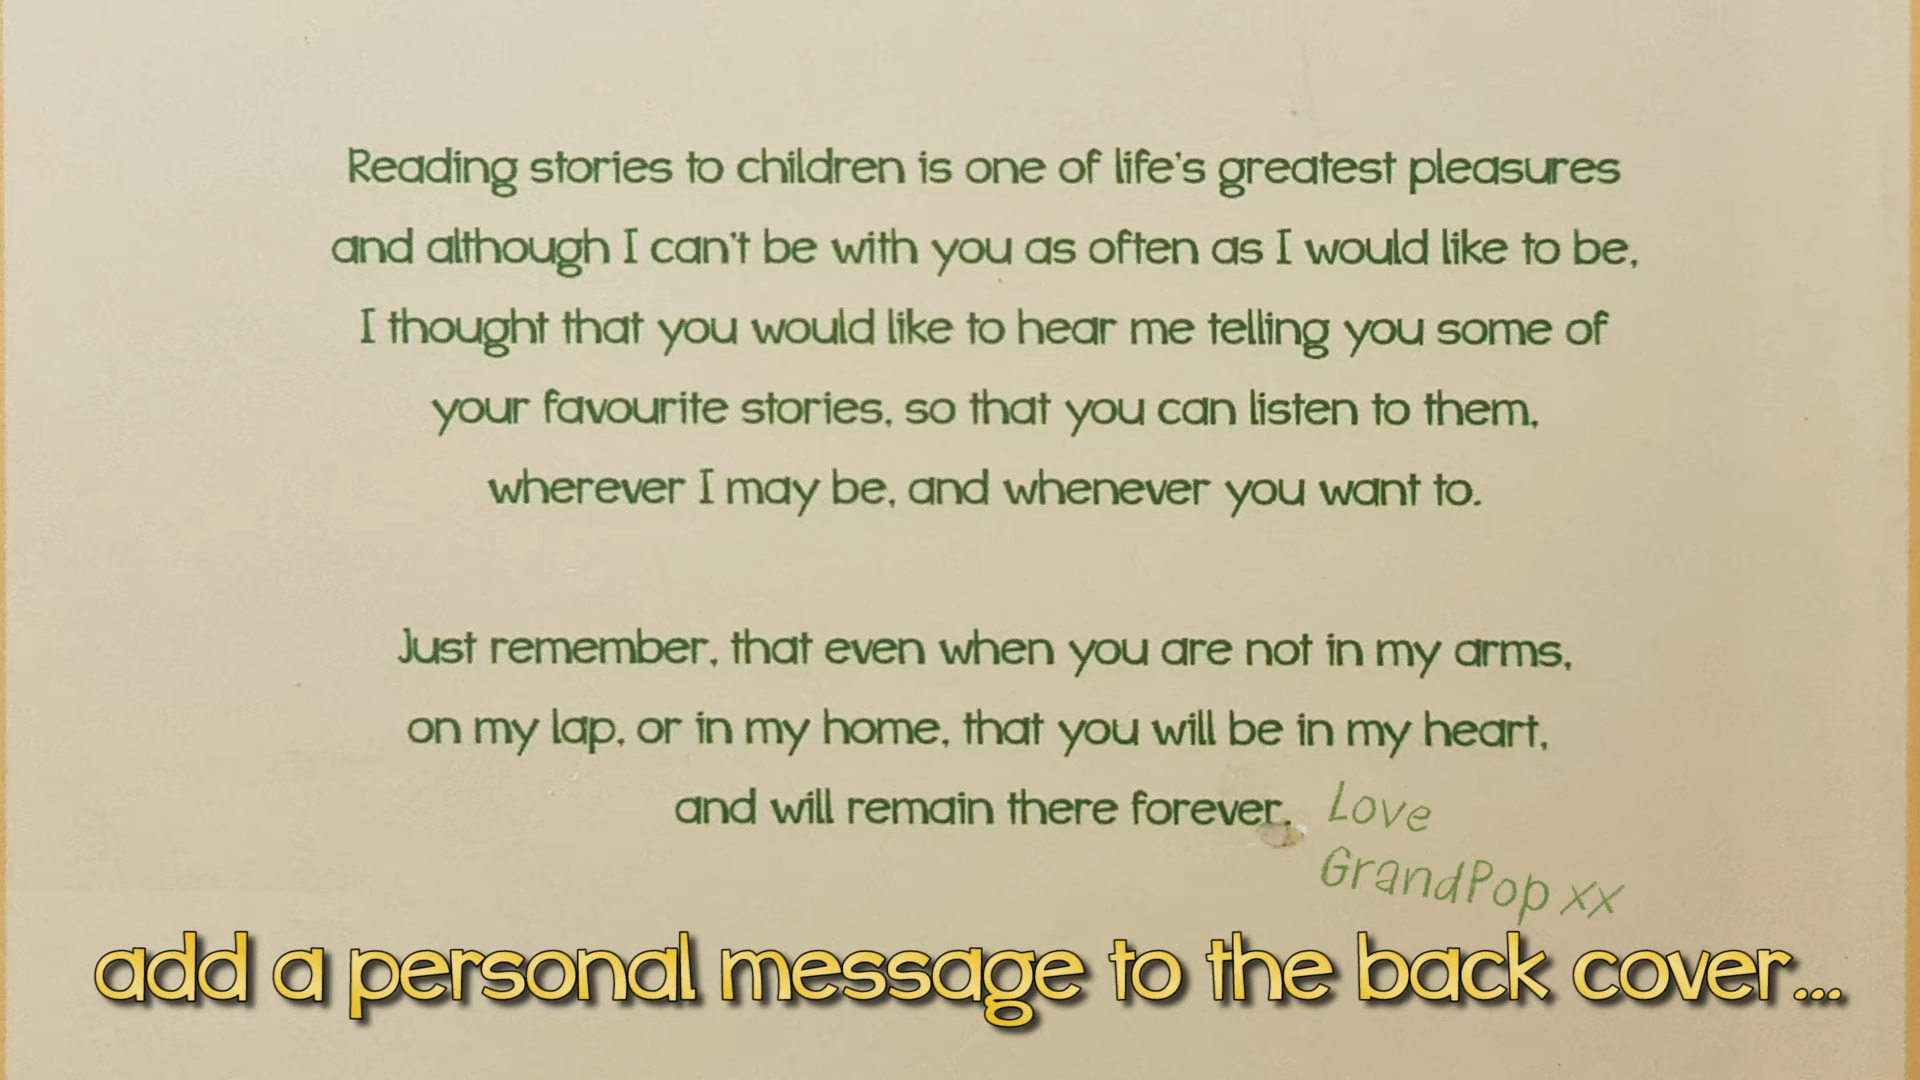 Reading stories to children is one of life's greatest pleasures
and although I can't be with you as often as I would like to be,
I thought that you would like to hear me telling you some of
your favourite stories, so that you can listen to them,
wherever I may be, and whenever you want to.
Just remember, that even when you are not in my arms,
on my lap, or in my home, that you will be in my heart,
and will remain there forever.
Love
GrandPop xx
add a personal message to the back cover...